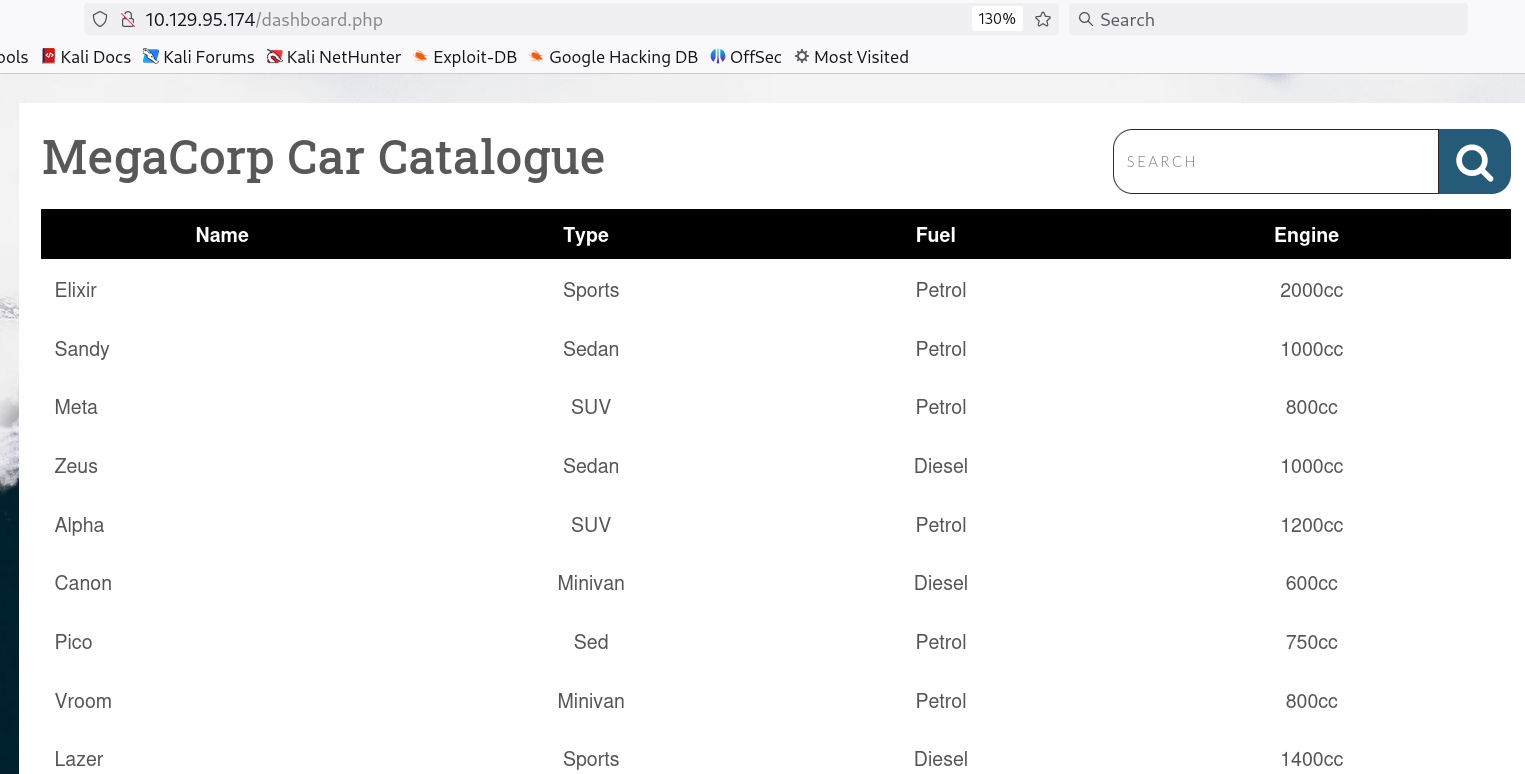 10.129.95.174/dashboard.php 130% Search
ools Kali Docs Kali Forums Kali NetHunter Exploit-DB Google Hacking DB OffSec Most Visited
MegaCorp Car Catalogue SEARCH
Name Type Fuel Engine
Elixir Sports Petrol 2000cc
Sandy Sedan Petrol 1000cc
Meta SUV Petrol 800cc
Zeus Sedan Diesel 1000cc
Alpha SUV Petrol 1200cc
Canon Minivan Diesel 600cc
Pico Sed Petrol 750cc
Vroom Minivan Petrol 800cc
Lazer Sports Diesel 1400cc